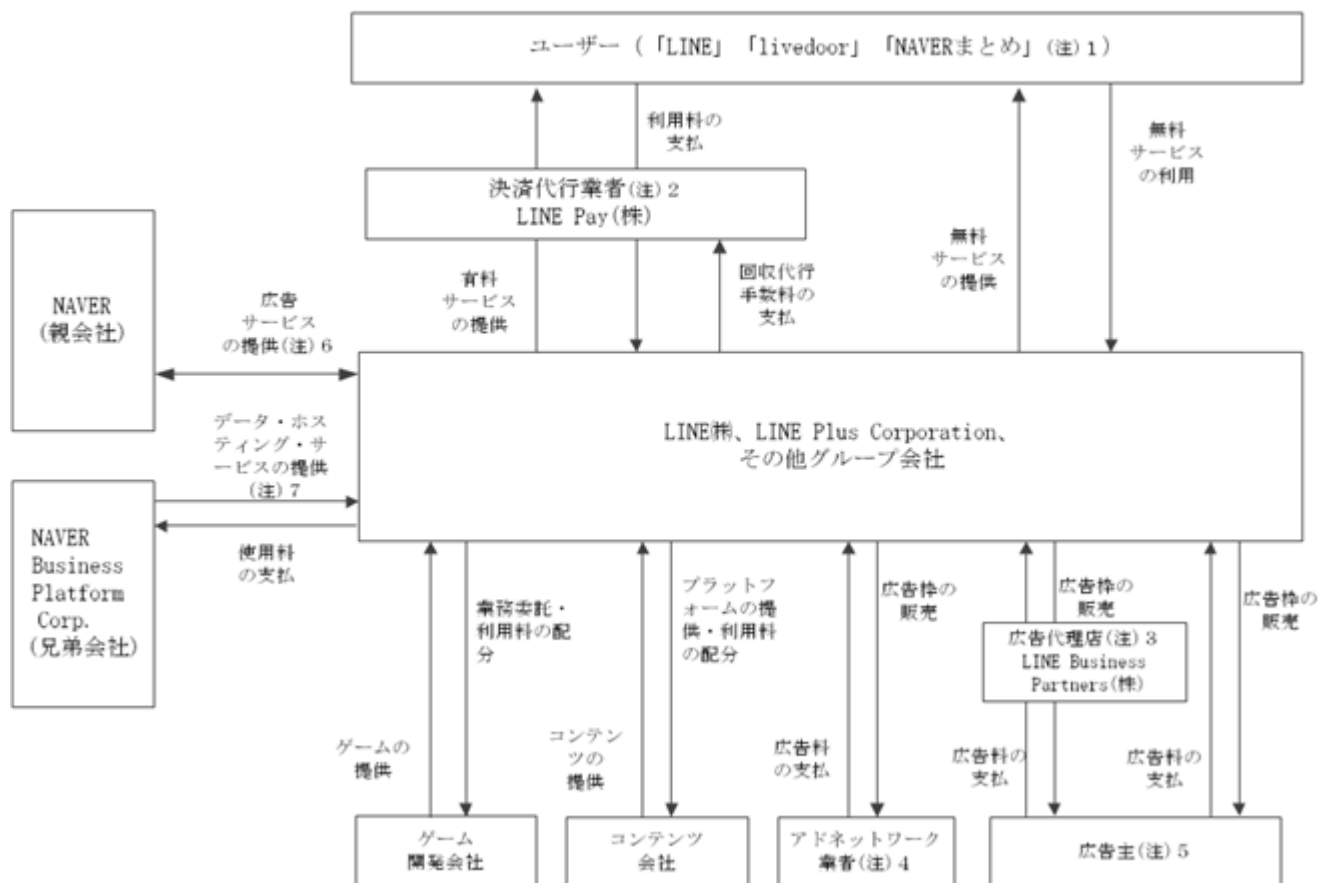 ユーザー（「LINE」「livedoor」「NAVERまとめ」(注)1）
利用料の
支払
無料
サービス
の利用
決済代行業者(注)2
LINE Pay(株)
有料
サービス
の提供
回収代行
手数料の
支払
無料
サービス
の提供
NAVER
(親会社)
広告
サービス
の提供(注)6
LINE㈱、LINE Plus Corporation、
その他グループ会社
データ・ホス
ティング・サ
ービスの提供
(注)7
NAVER
Business
Platform
Corp.
(兄弟会社)
使用料
の支払
業務委託・
利用料の配
分
プラットフ
ォームの提
供・利用料
の配分
広告枠の
販売
広告枠の
販売
広告枠の
販売
広告代理店(注)3
LINE Business
Partners(株)
ゲームの
提供
コンテン
ツの
提供
広告料
の支払
広告料の
支払
広告料の
支払
ゲーム
開発会社
コンテンツ
会社
アドネットワーク
業者(注)4
広告主(注)5